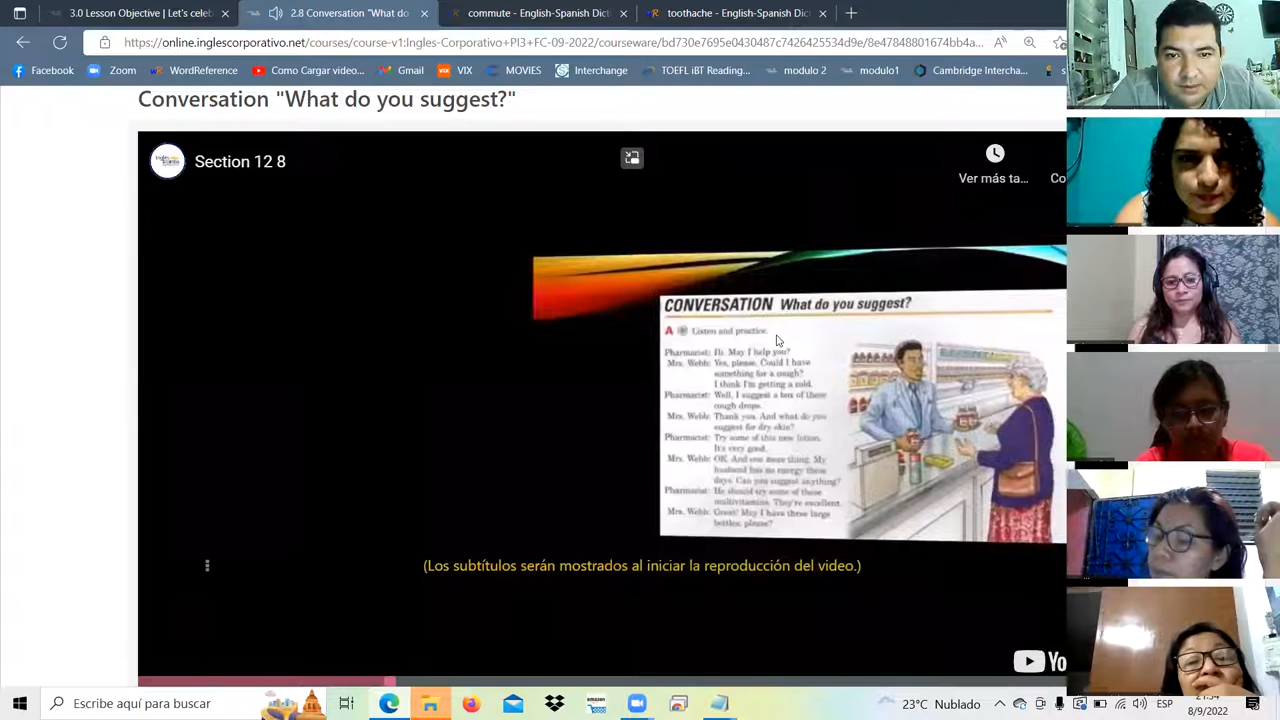 3.0 Lesson Objective | Let's celeb
2.8 Conversation "What do
commute - English-Spanish Dict
toothache - English-Spanish Dic
https://online.inglescorporativo.net/courses/course-v1:Ingles-Corporativo+PI3+FC-09-2022/courseware/bd730e7695e0430487c7426425534d9e/8e47848801674bb4a...
Facebook
Zoom
WordReference
Como Cargar video...
Gmail
VIX
MOVIES
Interchange
TOEFL iBT Reading...
modulo 2
modulo1
Cambridge Intercha...
Conversation "What do you suggest?"
Section 12 8
Ver más ta...
Co
CONVERSATION What do you suggest?
A Listen and practice.
Pharmacist: Hi. May I help you?
Mrs. Webb: Yes, please. Could I have
something for a cough?
I think I'm getting a cold.
Pharmacist: Well, I suggest a box of these
cough drops.
Mrs. Webb: Thank you. And what do you
suggest for dry skin?
Pharmacist: Try some of this new lotion.
It's very good.
Mrs. Webb: OK. And one more thing. My
husband has no energy these
days. Can you suggest anything?
Pharmacist: He should try some of these
multivitamins. They're excellent.
Mrs. Webb: Great! May I have three large
bottles, please?
(Los subtítulos serán mostrados al iniciar la reproducción del video.)
Yo
Escribe aquí para buscar
amazon
23°C Nublado
ESP
21:34
8/9/2022